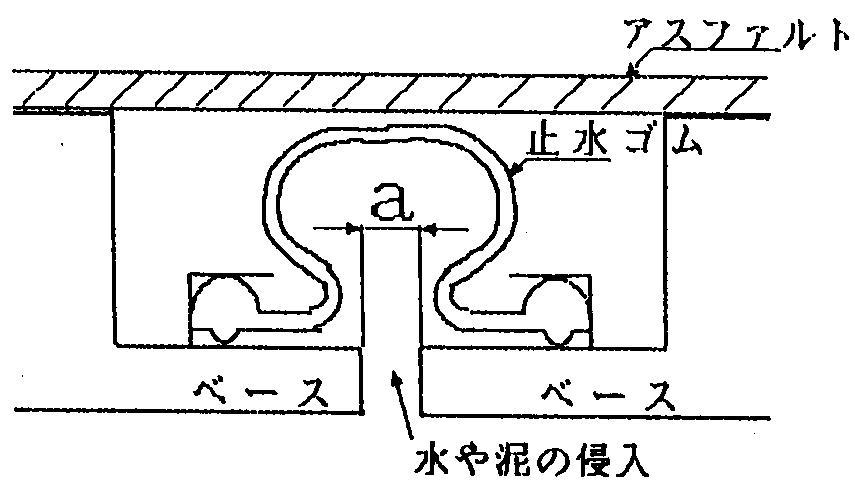 アスファルト
止水ゴム
a
ベース
ベース
水や泥の侵入